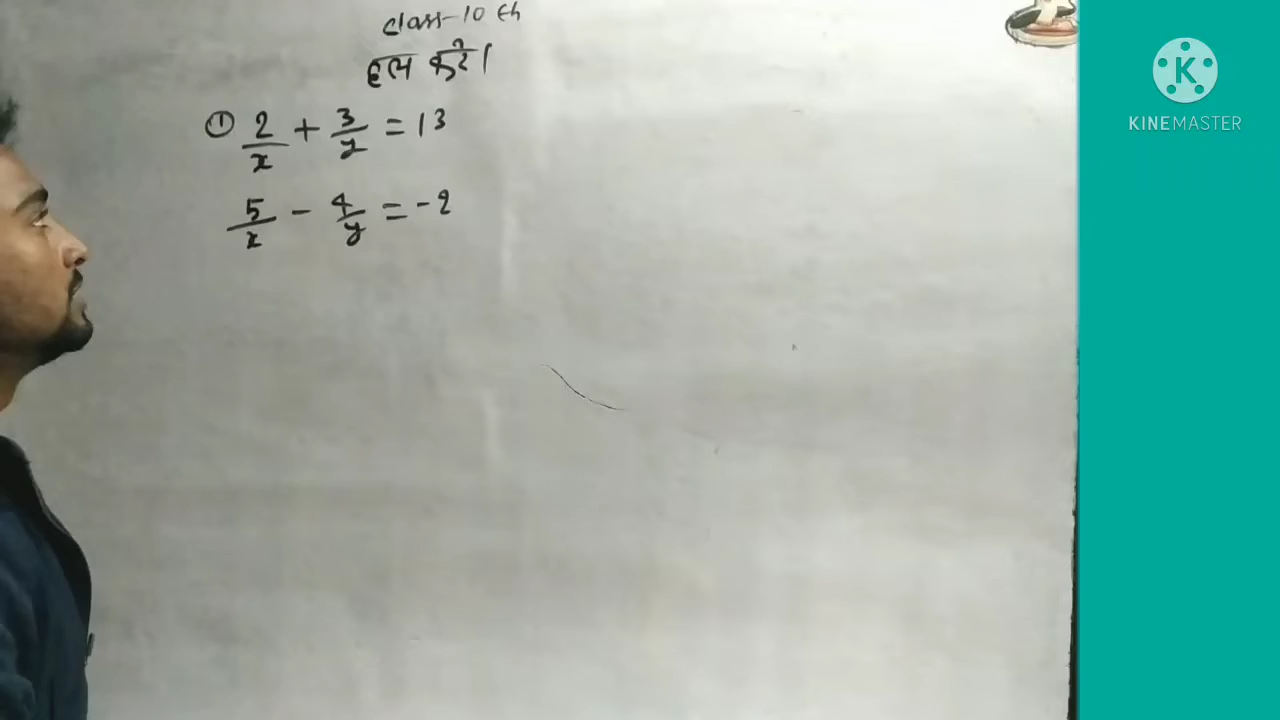 class-10 th
हल करें।
① 2/x + 3/y = 13
5/x - 4/y = -2
K
KINEMASTER